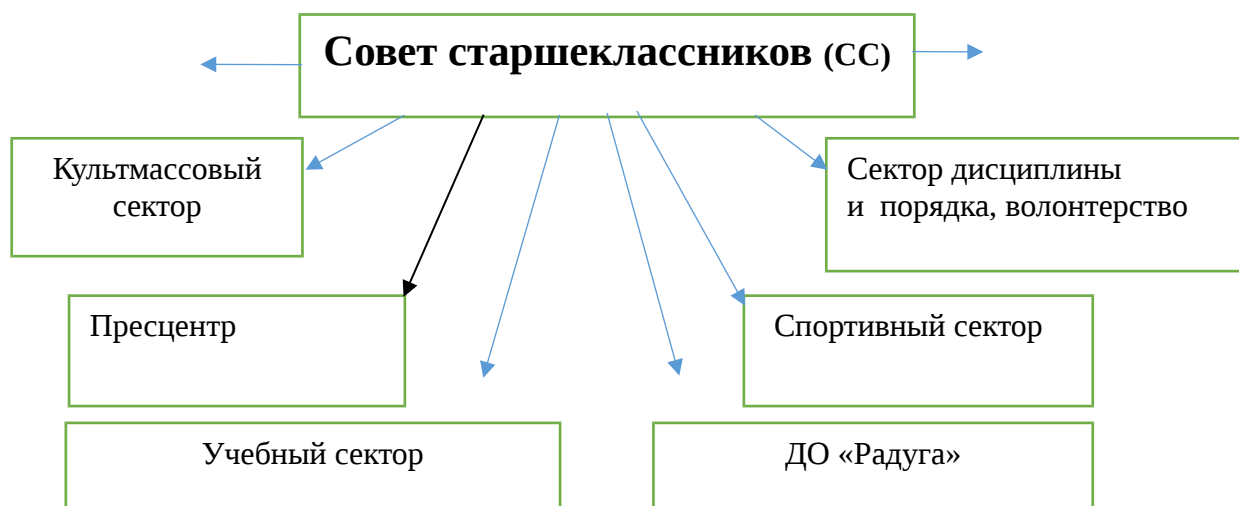 Совет старшеклассников (СС)
Культмассовый
сектор
Сектор дисциплины
и порядка, волонтерство
Пресцентр
Спортивный сектор
Учебный сектор
ДО «Радуга»